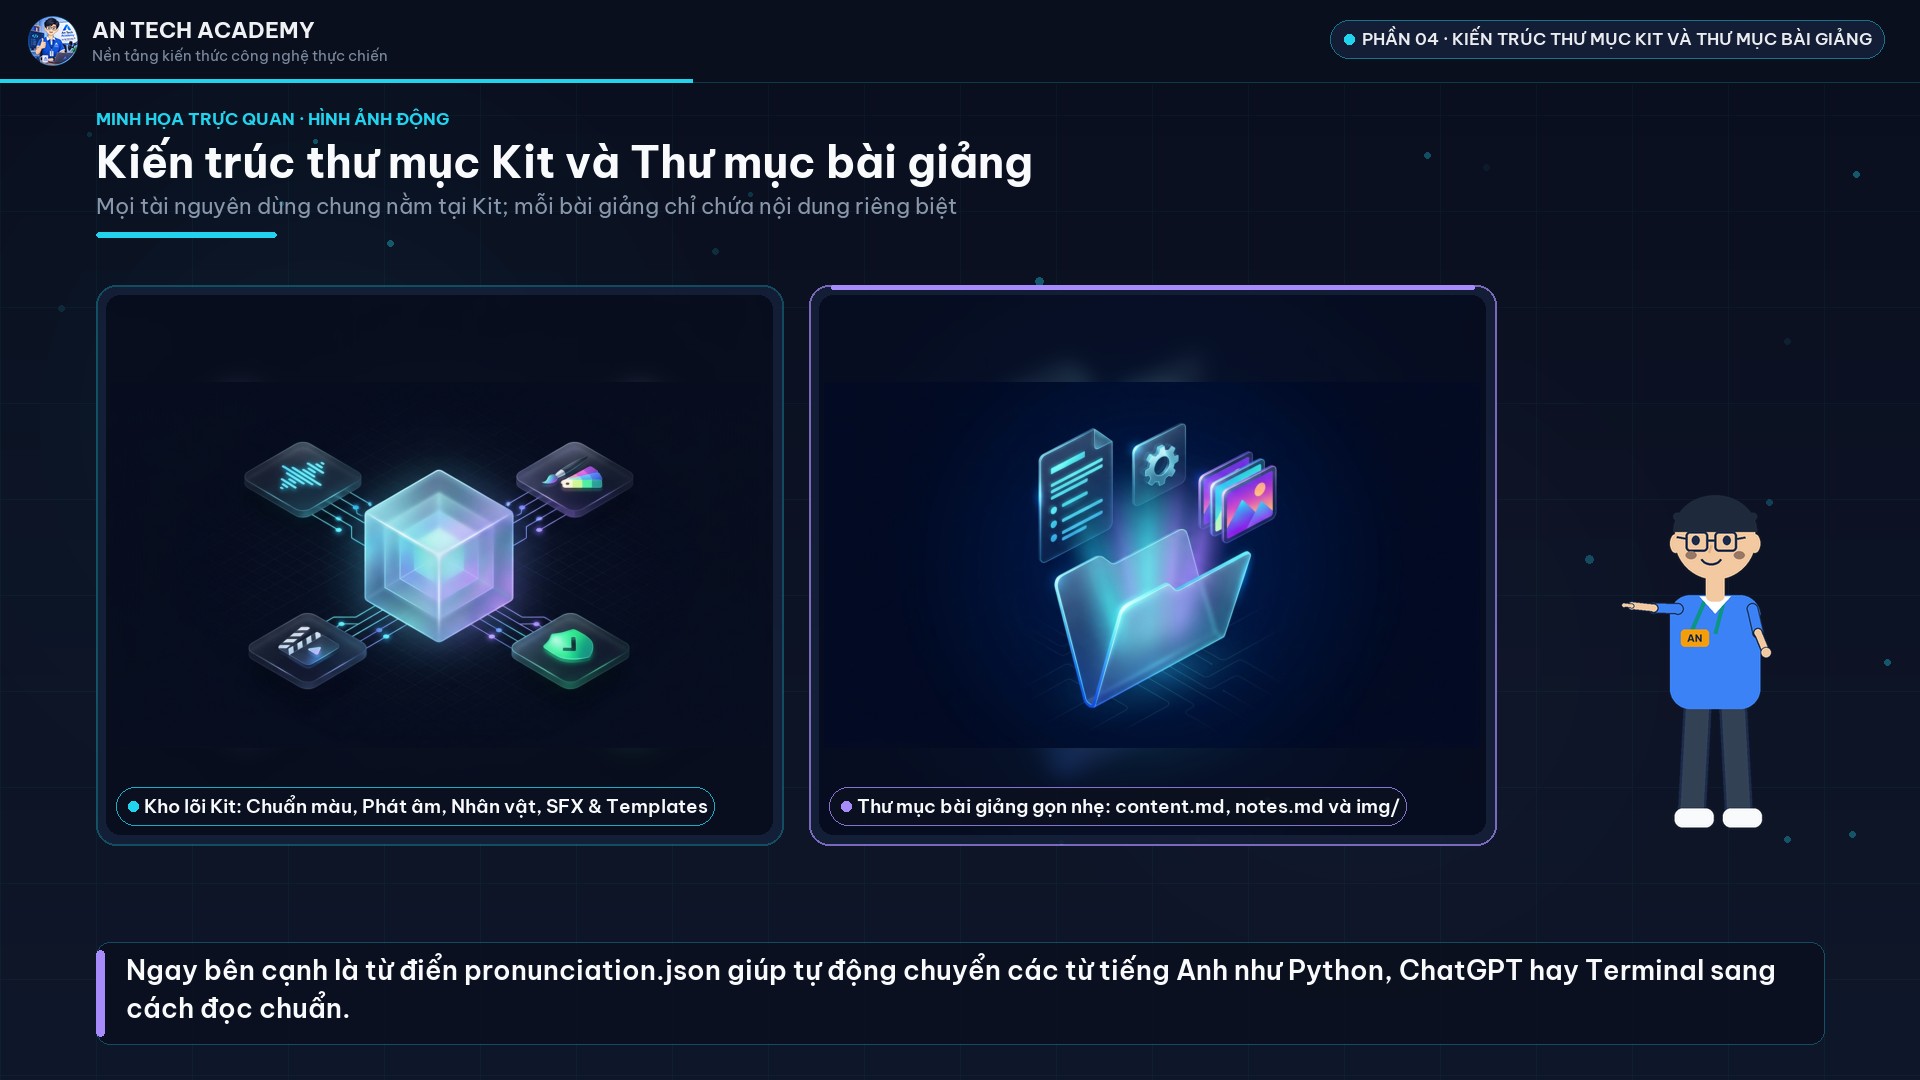 AN TECH ACADEMY
Nền tảng kiến thức công nghệ thực chiến
PHẦN 04 · KIẾN TRÚC THƯ MỤC KIT VÀ THƯ MỤC BÀI GIẢNG
MINH HỌA TRỰC QUAN · HÌNH ẢNH ĐỘNG
Kiến trúc thư mục Kit và Thư mục bài giảng
Mọi tài nguyên dùng chung nằm tại Kit; mỗi bài giảng chỉ chứa nội dung riêng biệt
Kho lõi Kit: Chuẩn màu, Phát âm, Nhân vật, SFX & Templates
Thư mục bài giảng gọn nhẹ: content.md, notes.md và img/
AN
Ngay bên cạnh là từ điển pronunciation.json giúp tự động chuyển các từ tiếng Anh như Python, ChatGPT hay Terminal sang
cách đọc chuẩn.